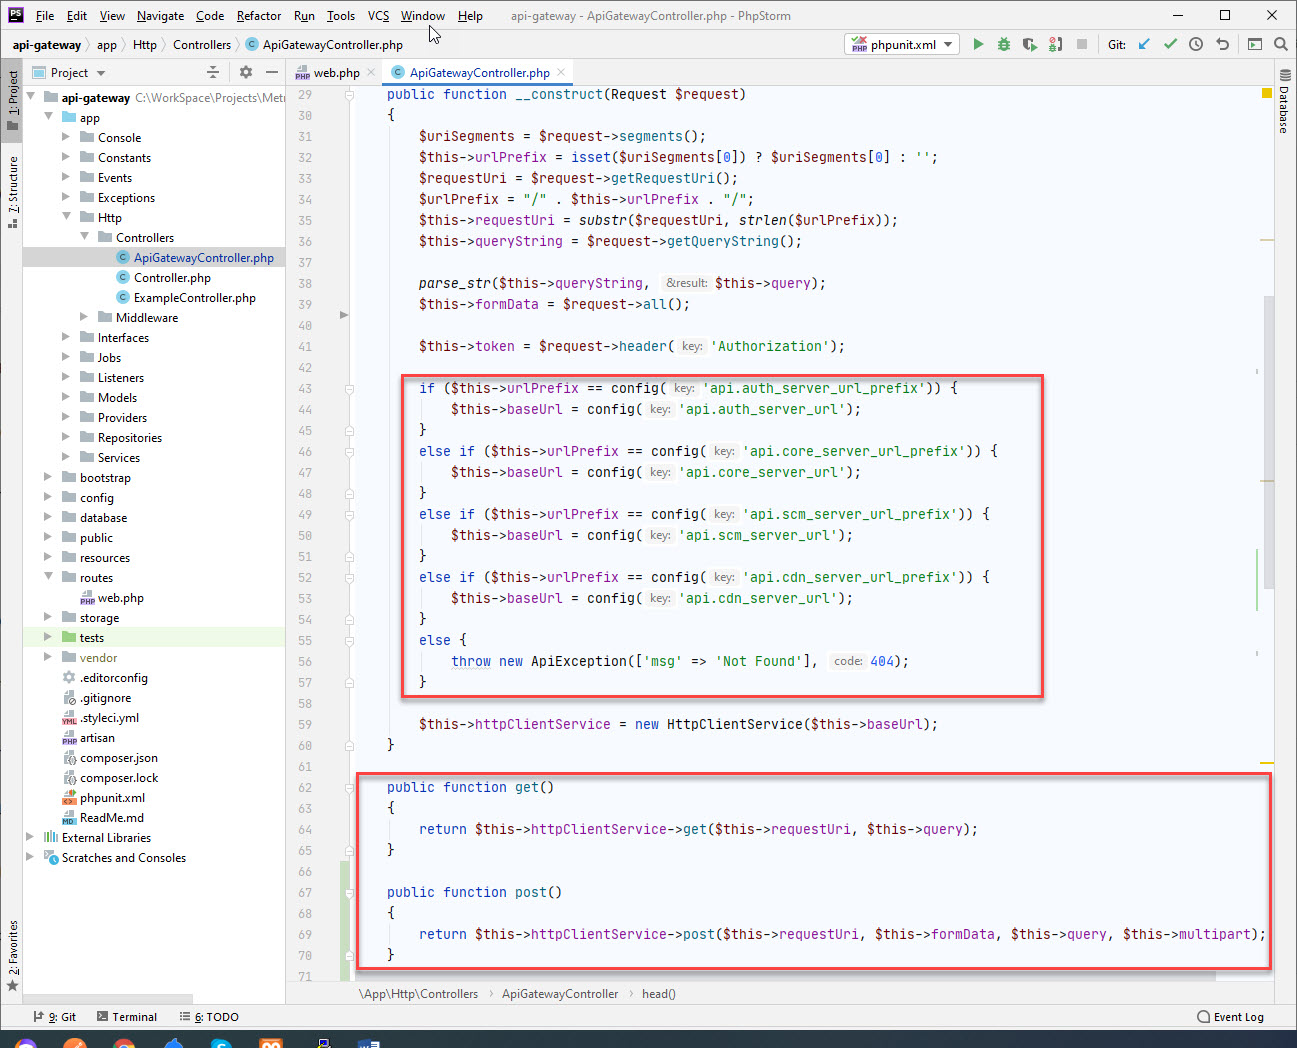 PS File Edit View Navigate Code Refactor Run Tools VCS Window Help api-gateway - ApiGatewayController.php - PhpStorm
api-gateway app Http Controllers C ApiGatewayController.php phpunit.xml Git:
Project web.php ApiGatewayController.php
1: Project
7: Structure
2: Favorites
Database
api-gateway C:\WorkSpace\Projects\Metr
app
Console
Constants
Events
Exceptions
Http
Controllers
C ApiGatewayController.php
C Controller.php
C ExampleController.php
Middleware
Interfaces
Jobs
Listeners
Models
Providers
Repositories
Services
bootstrap
config
database
public
resources
routes
PHP web.php
storage
tests
vendor
.editorconfig
.gitignore
YML .styleci.yml
PHP artisan
composer.json
composer.lock
phpunit.xml
MD ReadMe.md
External Libraries
Scratches and Consoles
29 public function __construct(Request $request)
30 {
31 $uriSegments = $request->segments();
32 $this->urlPrefix = isset($uriSegments[0]) ? $uriSegments[0] : '';
33 $requestUri = $request->getRequestUri();
34 $urlPrefix = "/" . $this->urlPrefix . "/";
35 $this->requestUri = substr($requestUri, strlen($urlPrefix));
36 $this->queryString = $request->getQueryString();
37
38 parse_str($this->queryString, &result: $this->query);
39 $this->formData = $request->all();
40
41 $this->token = $request->header( key: 'Authorization');
42
43 if ($this->urlPrefix == config( key: 'api.auth_server_url_prefix')) {
44 $this->baseUrl = config( key: 'api.auth_server_url');
45 }
46 else if ($this->urlPrefix == config( key: 'api.core_server_url_prefix')) {
47 $this->baseUrl = config( key: 'api.core_server_url');
48 }
49 else if ($this->urlPrefix == config( key: 'api.scm_server_url_prefix')) {
50 $this->baseUrl = config( key: 'api.scm_server_url');
51 }
52 else if ($this->urlPrefix == config( key: 'api.cdn_server_url_prefix')) {
53 $this->baseUrl = config( key: 'api.cdn_server_url');
54 }
55 else {
56 throw new ApiException(['msg' => 'Not Found'], code: 404);
57 }
58
59 $this->httpClientService = new HttpClientService($this->baseUrl);
60 }
61
62 public function get()
63 {
64 return $this->httpClientService->get($this->requestUri, $this->query);
65 }
66
67 public function post()
68 {
69 return $this->httpClientService->post($this->requestUri, $this->formData, $this->query, $this->multipart);
70 }
71
\App\Http\Controllers ApiGatewayController head()
9: Git Terminal 6: TODO Event Log